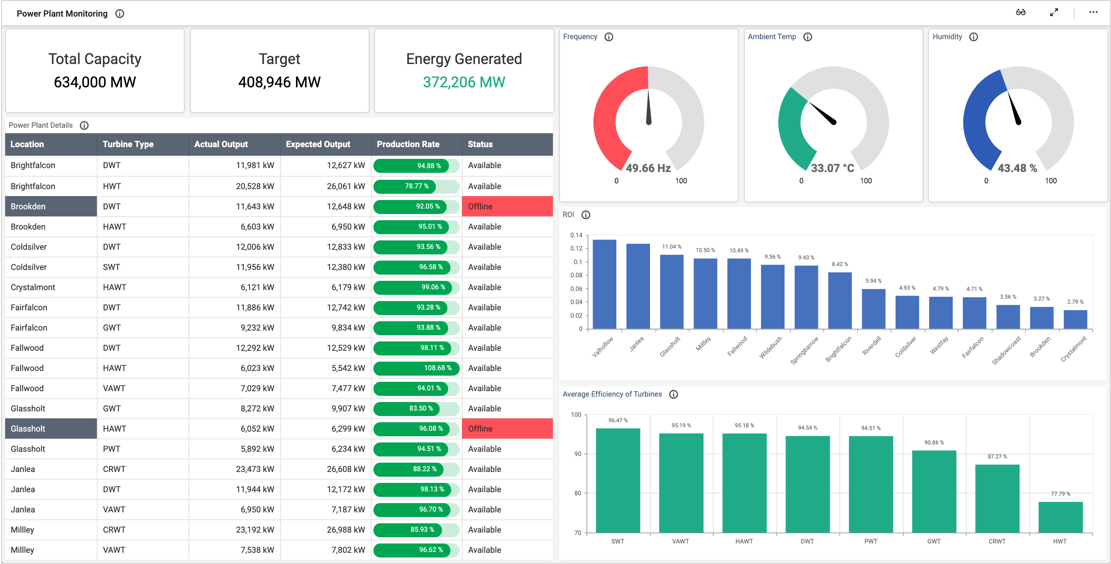 Power Plant Monitoring
Total Capacity
634,000 MW
Target
408,946 MW
Energy Generated
372,206 MW
Power Plant Details
Location Turbine Type Actual Output Expected Output Production Rate Status
Brightfalcon DWT 11,981 kW 12,627 kW 94.88 % Available
Brightfalcon HWT 20,528 kW 26,061 kW 78.77 % Available
Brookden DWT 11,643 kW 12,648 kW 92.05 % Offline
Brookden HAWT 6,603 kW 6,950 kW 95.01 % Available
Coldsilver DWT 12,006 kW 12,833 kW 93.56 % Available
Coldsilver SWT 11,956 kW 12,380 kW 96.58 % Available
Crystalmont HAWT 6,121 kW 6,179 kW 99.06 % Available
Fairfalcon DWT 11,886 kW 12,742 kW 93.28 % Available
Fairfalcon GWT 9,232 kW 9,834 kW 93.88 % Available
Fallwood DWT 12,292 kW 12,529 kW 98.11 % Available
Fallwood HAWT 6,023 kW 5,542 kW 108.68 % Available
Fallwood VAWT 7,029 kW 7,477 kW 94.01 % Available
Glassholt GWT 8,272 kW 9,907 kW 83.50 % Available
Glassholt HAWT 6,052 kW 6,299 kW 96.08 % Offline
Glassholt PWT 5,892 kW 6,234 kW 94.51 % Available
Janlea CRWT 23,473 kW 26,608 kW 88.22 % Available
Janlea DWT 11,944 kW 12,172 kW 98.13 % Available
Janlea VAWT 6,950 kW 7,187 kW 96.70 % Available
Millley CRWT 23,192 kW 26,988 kW 85.93 % Available
Millley VAWT 7,538 kW 7,802 kW 96.62 % Available
Frequency
49.66 Hz
0 100
Ambient Temp
33.07 °C
0 100
Humidity
43.48 %
0 100
ROI
0.14
0.12
0.1
0.08
0.06
0.04
0.02
0
11.04 % 10.50 % 10.49 % 9.56 % 9.43 % 8.42 % 5.94 % 4.93 % 4.79 % 4.71 % 3.56 % 3.27 % 2.79 %
Valhollow Janlea Glassholt Millley Fallwood Wildebush Springbarrow Brightfalcon Rivendell Coldsilver Westfay Fairfalcon Shadowcoast Brookden Crystalmont
Average Efficiency of Turbines
100
90
80
70
96.47 % 95.19 % 95.18 % 94.54 % 94.51 % 90.86 % 87.27 % 77.79 %
SWT VAWT HAWT DWT PWT GWT CRWT HWT